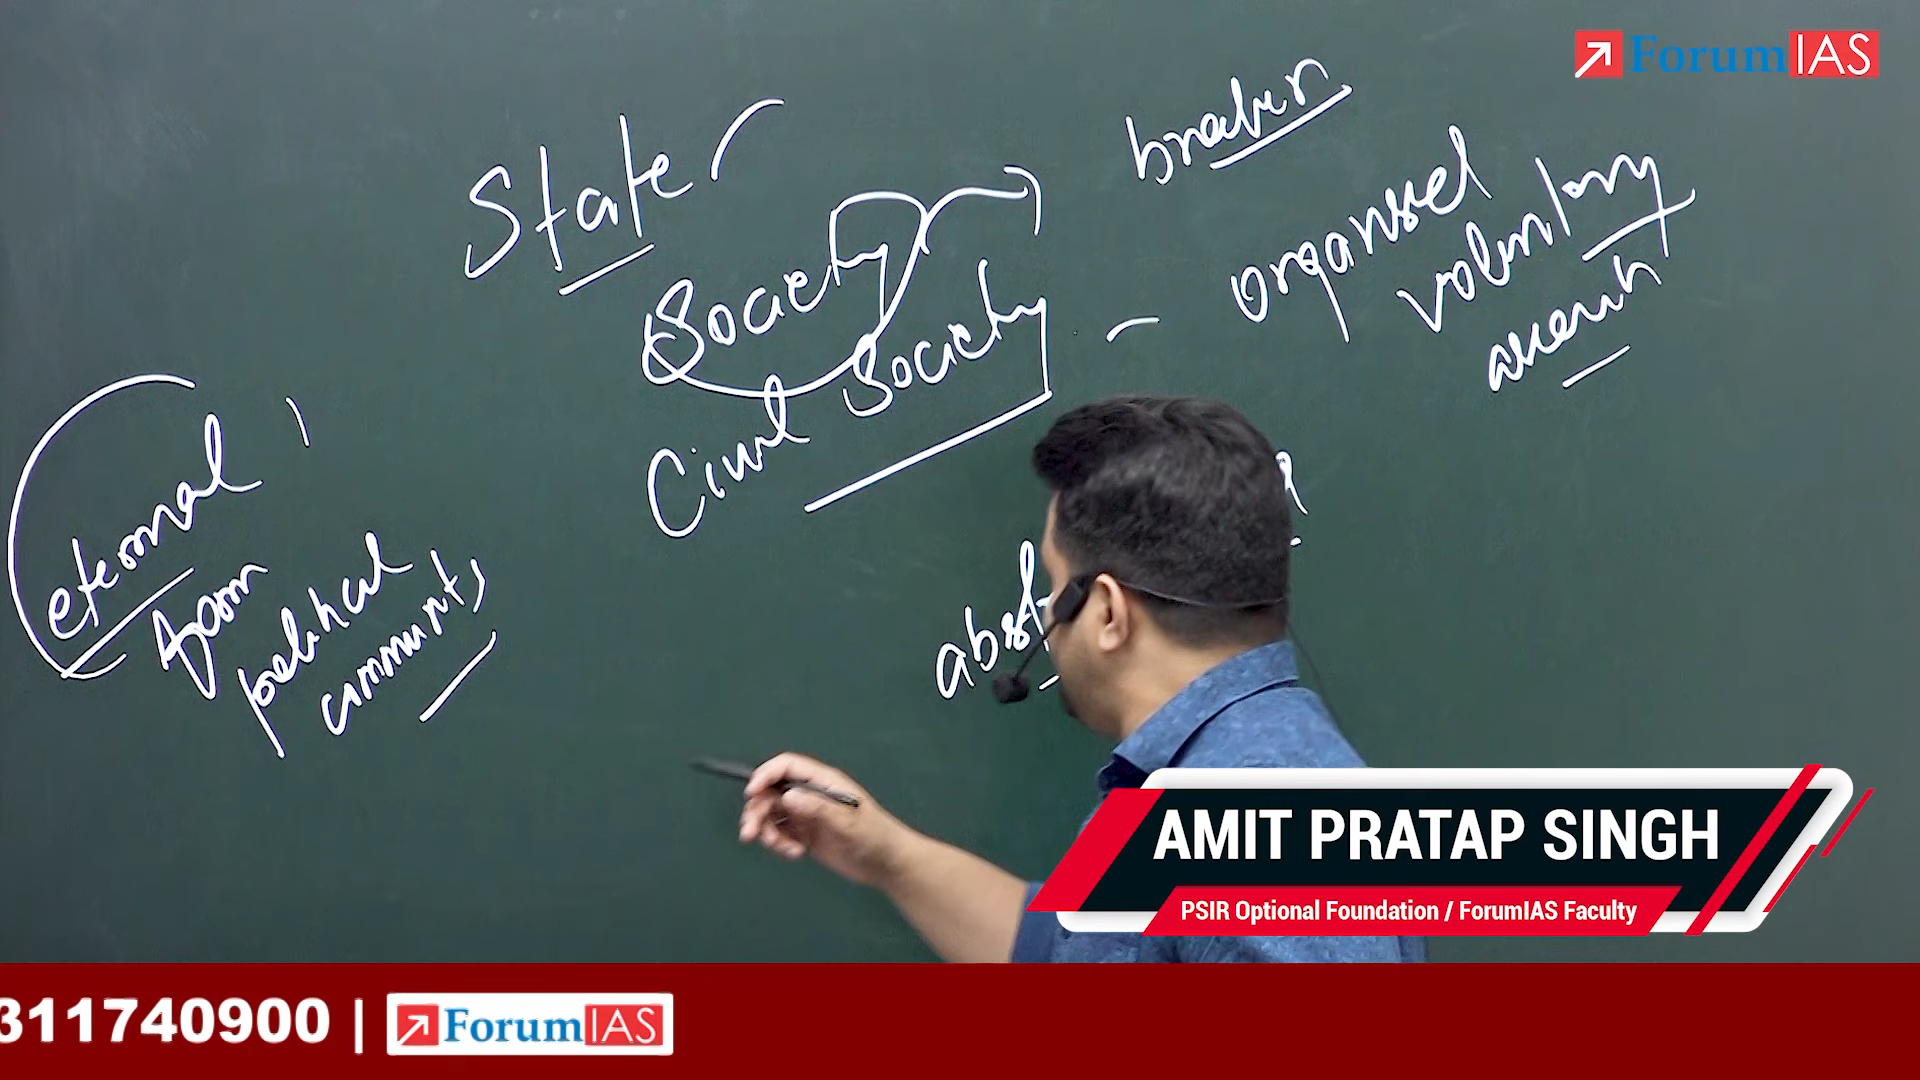 ForumIAS
State
broader
Society
organised
voluntary
Civil Society
eternal
form
political
community
abst
AMIT PRATAP SINGH
PSIR Optional Foundation / ForumIAS Faculty
311740900 | ForumIAS